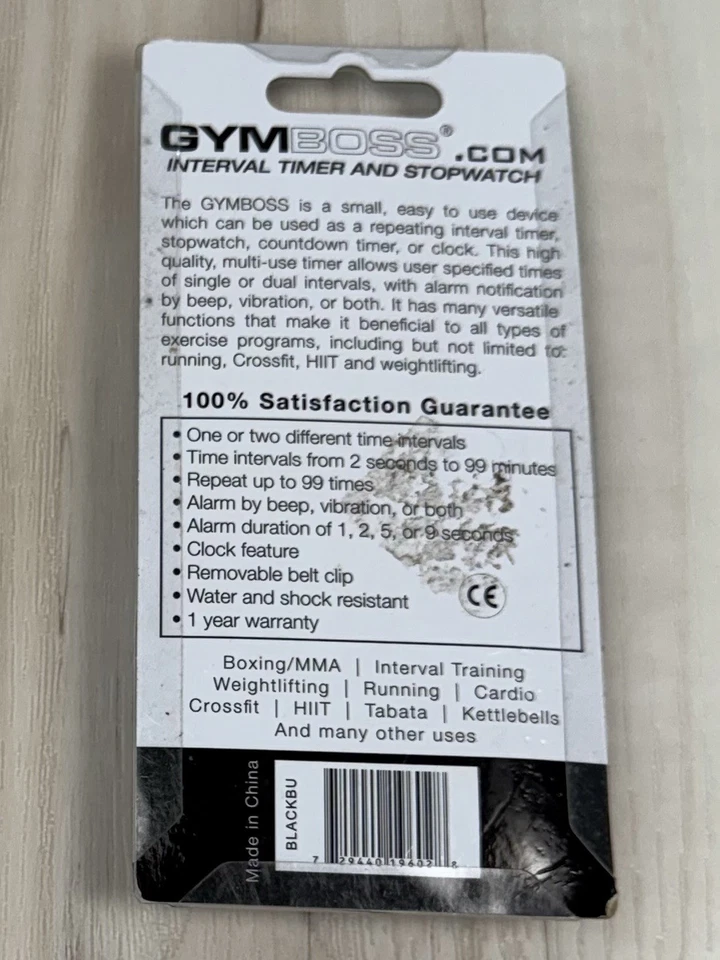 GYMBOSS® .COM
INTERVAL TIMER AND STOPWATCH
The GYMBOSS is a small, easy to use device
which can be used as a repeating interval timer,
stopwatch, countdown timer, or clock. This high
quality, multi-use timer allows user specified times
of single or dual intervals, with alarm notification
by beep, vibration, or both. It has many versatile
functions that make it beneficial to all types of
exercise programs, including but not limited to:
running, Crossfit, HIIT and weightlifting.
100% Satisfaction Guarantee
• One or two different time intervals
• Time intervals from 2 seconds to 99 minutes
• Repeat up to 99 times
• Alarm by beep, vibration, or both
• Alarm duration of 1, 2, 5, or 9 seconds
• Clock feature
• Removable belt clip
• Water and shock resistant
• 1 year warranty
CE
Boxing/MMA | Interval Training
Weightlifting | Running | Cardio
Crossfit | HIIT | Tabata | Kettlebells
And many other uses
Made in China
BLACKBU
7 29440 19602 8